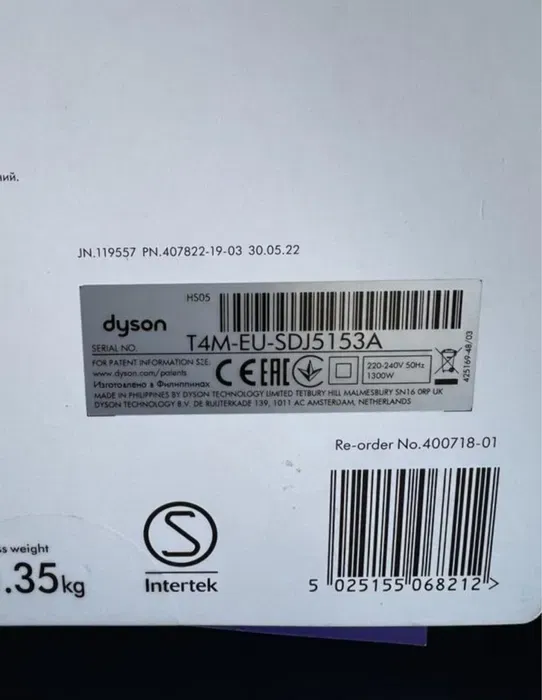 ний.
JN.119557 PN.407822-19-03 30.05.22
HS05
dyson
SERIAL NO.
T4M-EU-SDJ5153A
FOR PATENT INFORMATION SEE
www.dyson.com/patents
Изготовлено в Филиппинах
CE EAC
220-240V 50Hz
1300W
425169-48/03
MADE IN PHILIPPINES BY DYSON TECHNOLOGY LIMITED TETBURY HILL MALMESBURY SN16 0RP UK
DYSON TECHNOLOGY B.V. DE RUIJTERKADE 139, 1011 AC AMSTERDAM, NETHERLANDS
Re-order No.400718-01
ss weight
.35kg
S
Intertek
5 025155 068212 >